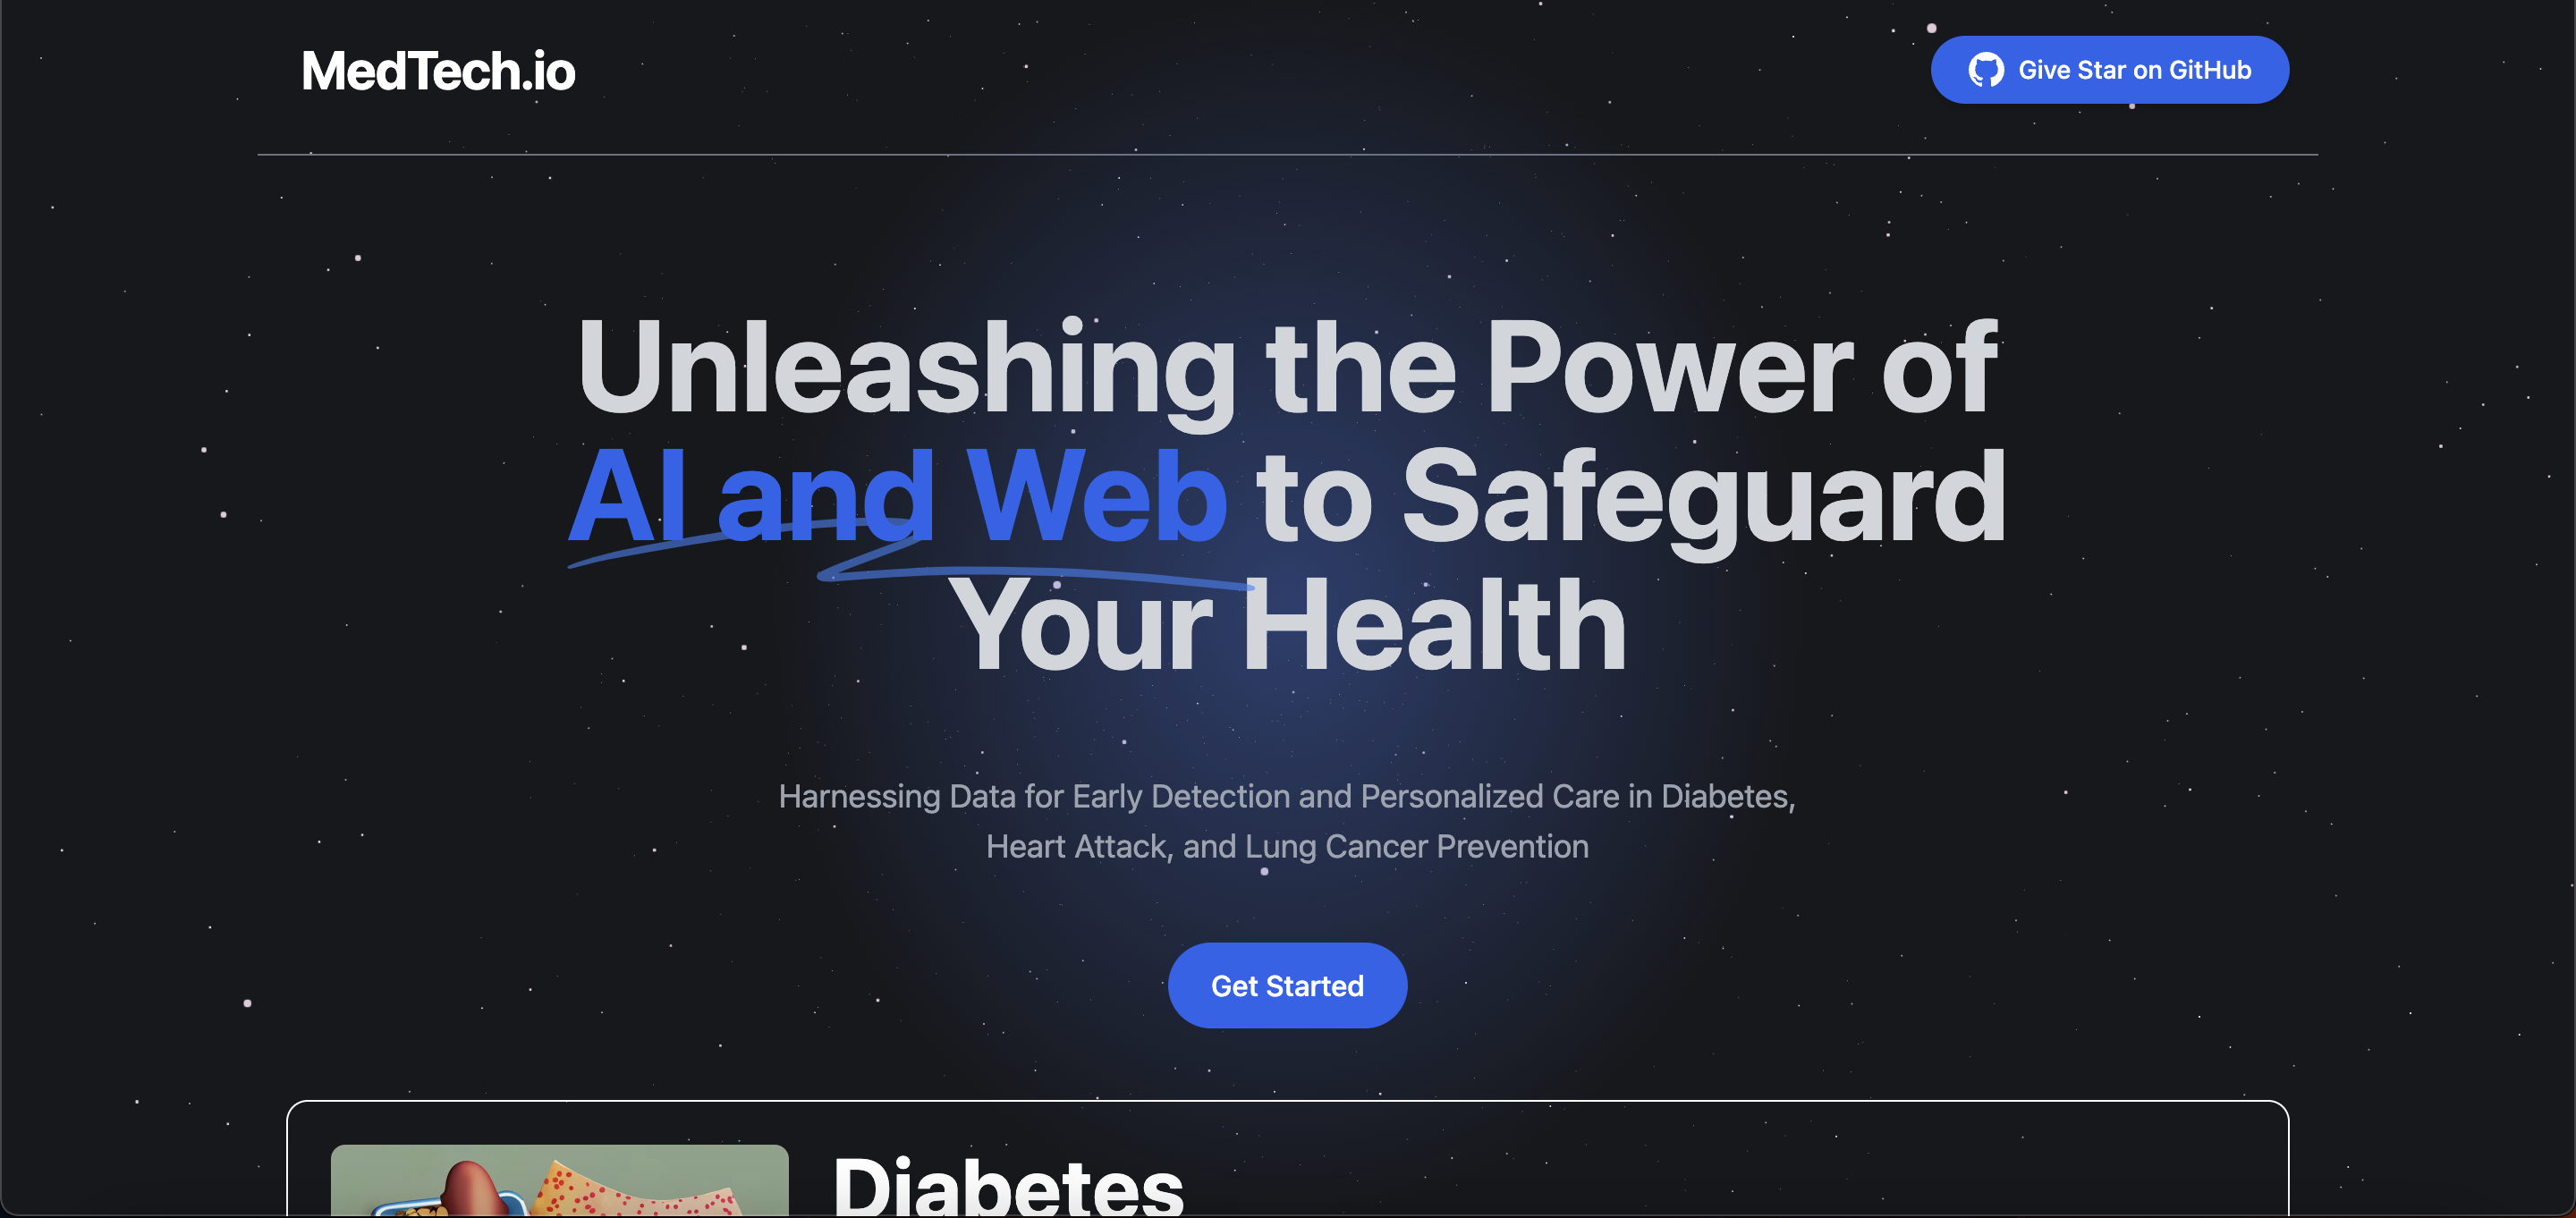 MedTech.io
Give Star on GitHub
Unleashing the Power of
AI and Web to Safeguard
Your Health
Harnessing Data for Early Detection and Personalized Care in Diabetes,
Heart Attack, and Lung Cancer Prevention
Get Started
Diabetes